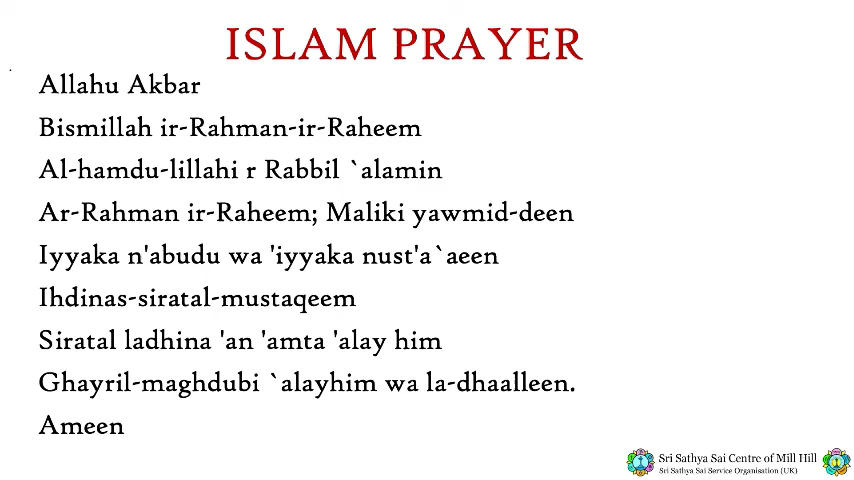 ISLAM PRAYER
Allahu Akbar
Bismillah ir-Rahman-ir-Raheem
Al-hamdu-lillahi r Rabbil `alamin
Ar-Rahman ir-Raheem; Maliki yawmid-deen
Iyyaka n'abudu wa 'iyyaka nust'a`aeen
Ihdinas-siratal-mustaqeem
Siratal ladhina 'an 'amta 'alay him
Ghayril-maghdubi `alayhim wa la-dhaalleen.
Ameen
Sri Sathya Sai Centre of Mill Hill
Sri Sathya Sai Service Organisation (UK)